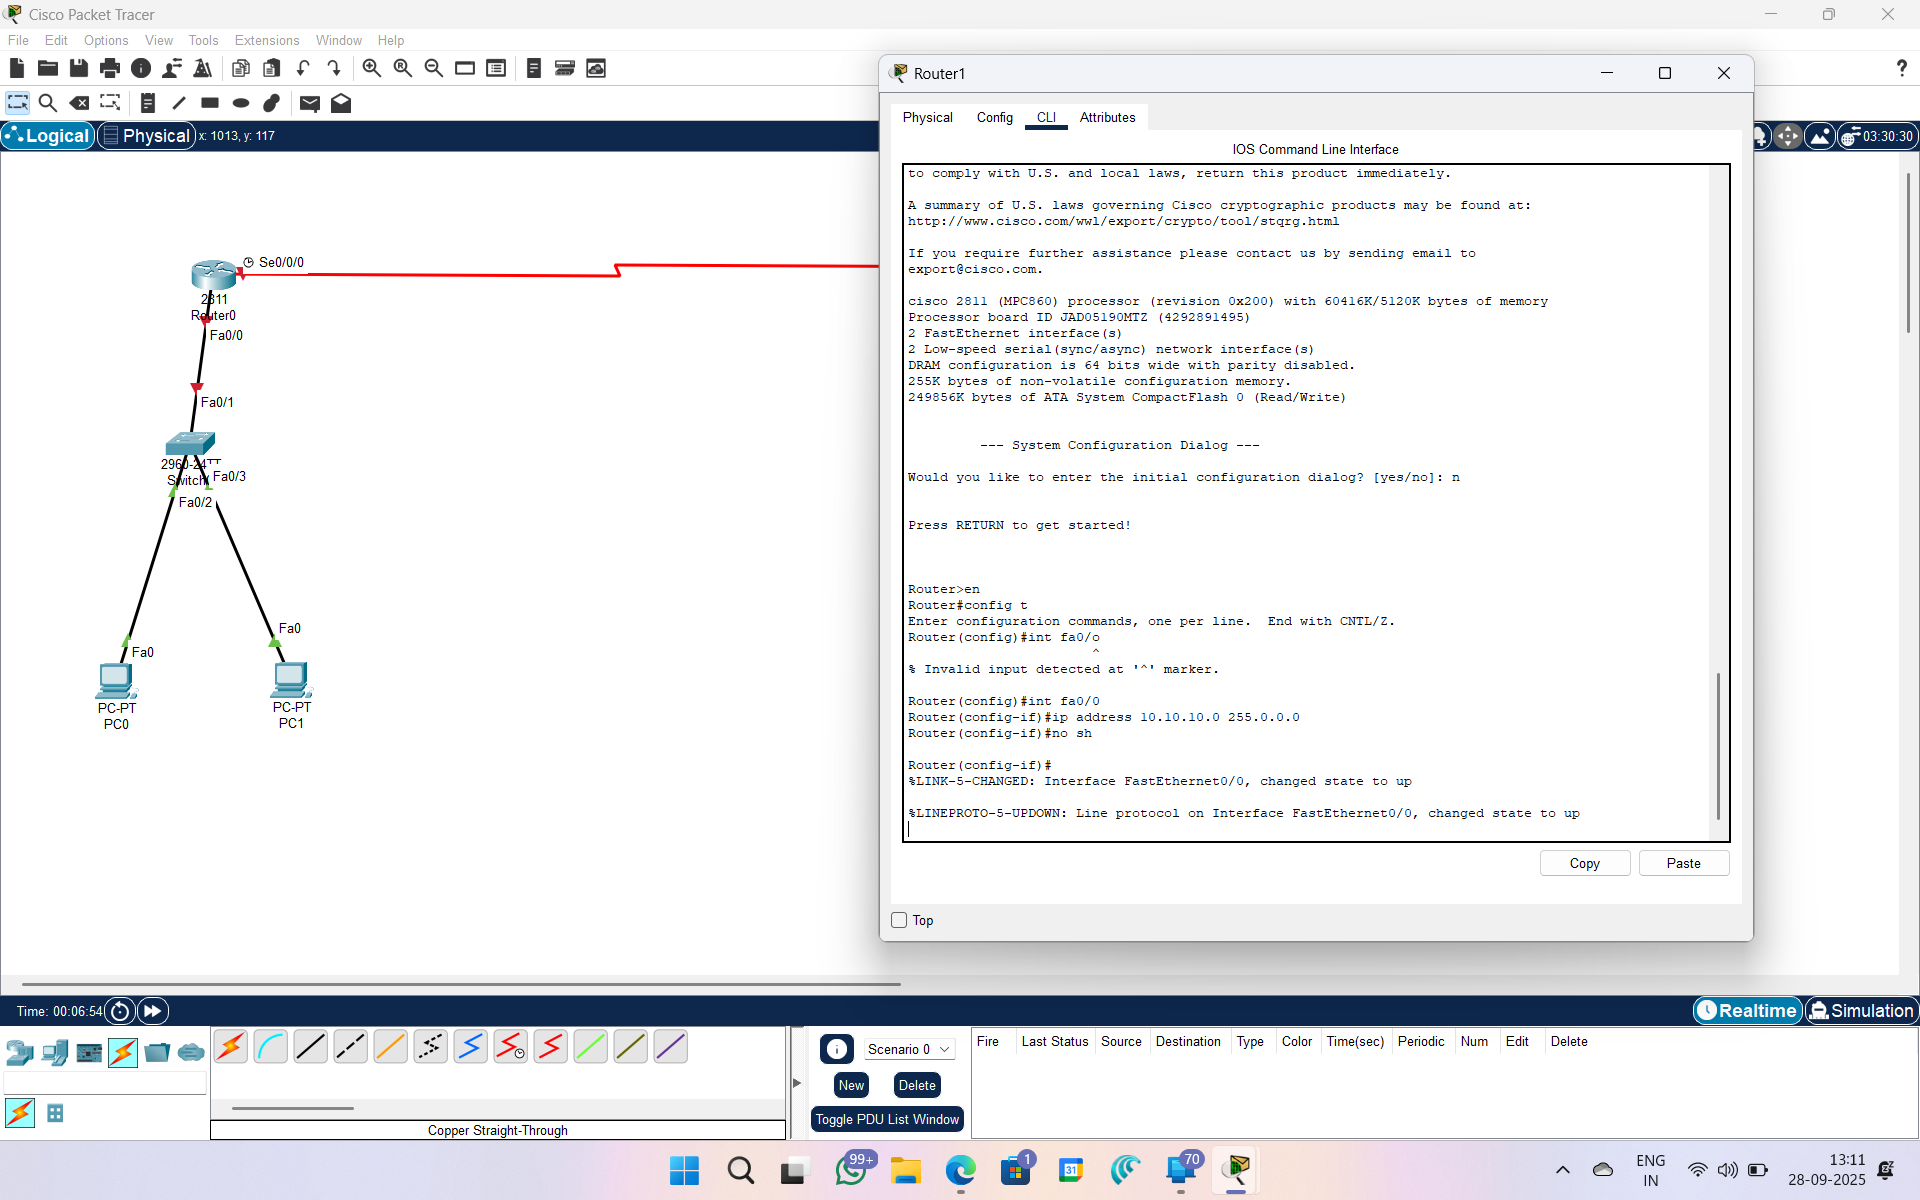 Cisco Packet Tracer
File Edit Options View Tools Extensions Window Help
Logical Physical x: 1013, y: 117
03:30:30
Se0/0/0
2811
Router0
Fa0/0
Fa0/1
2960-24TT
Switch
Fa0/3
Fa0/2
Fa0
Fa0
PC-PT
PC0
PC-PT
PC1
Router1
Physical Config CLI Attributes
IOS Command Line Interface
to comply with U.S. and local laws, return this product immediately.
A summary of U.S. laws governing Cisco cryptographic products may be found at:
http://www.cisco.com/wwl/export/crypto/tool/stqrg.html
If you require further assistance please contact us by sending email to
export@cisco.com.
cisco 2811 (MPC860) processor (revision 0x200) with 60416K/5120K bytes of memory
Processor board ID JAD05190MTZ (4292891495)
2 FastEthernet interface(s)
2 Low-speed serial(sync/async) network interface(s)
DRAM configuration is 64 bits wide with parity disabled.
255K bytes of non-volatile configuration memory.
249856K bytes of ATA System CompactFlash 0 (Read/Write)
--- System Configuration Dialog ---
Would you like to enter the initial configuration dialog? [yes/no]: n
Press RETURN to get started!
Router>en
Router#config t
Enter configuration commands, one per line. End with CNTL/Z.
Router(config)#int fa0/o
^
% Invalid input detected at '^' marker.
Router(config)#int fa0/0
Router(config-if)#ip address 10.10.10.0 255.0.0.0
Router(config-if)#no sh
Router(config-if)#
%LINK-5-CHANGED: Interface FastEthernet0/0, changed state to up
%LINEPROTO-5-UPDOWN: Line protocol on Interface FastEthernet0/0, changed state to up
Copy Paste
Top
Time: 00:06:54
Realtime Simulation
Scenario 0
New Delete
Toggle PDU List Window
Fire Last Status Source Destination Type Color Time(sec) Periodic Num Edit Delete
Copper Straight-Through
99+
1
31
70
ENG
IN
13:11
28-09-2025